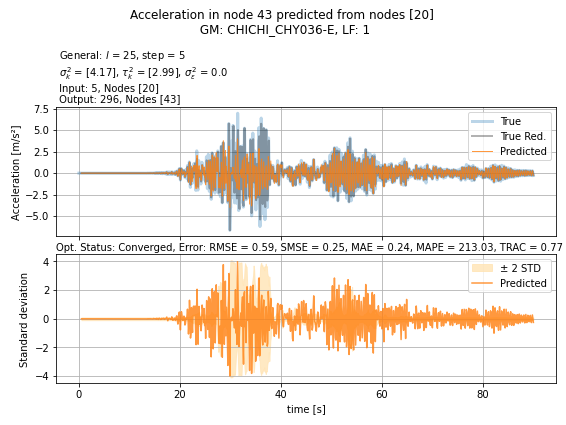 Acceleration in node 43 predicted from nodes [20]
GM: CHICHI_CHY036-E, LF: 1
General: l = 25, step = 5
σ²ₖ = [4.17], τ²ₖ = [2.99], σ²ε = 0.0
Input: 5, Nodes [20]
Output: 296, Nodes [43]
Acceleration [m/s²]
7.5
5.0
2.5
0.0
−2.5
−5.0
True
True Red.
Predicted
Opt. Status: Converged, Error: RMSE = 0.59, SMSE = 0.25, MAE = 0.24, MAPE = 213.03, TRAC = 0.77
Standard deviation
4
2
0
−2
−4
± 2 STD
Predicted
0 20 40 60 80
time [s]